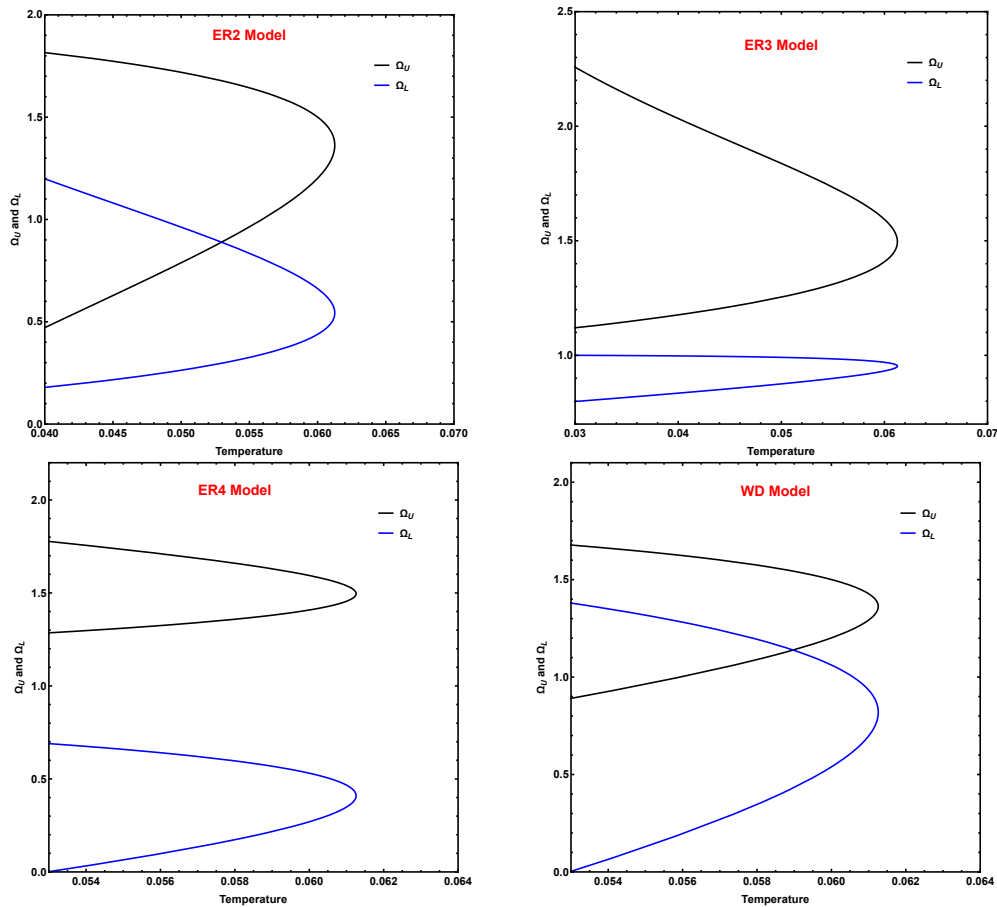 ER2 Model
Ω_U
Ω_L
2.0
1.5
1.0
0.5
0.0
Ω_U and Ω_L
0.040 0.045 0.050 0.055 0.060 0.065 0.070
Temperature
ER3 Model
Ω_U
Ω_L
2.5
2.0
1.5
1.0
Ω_U and Ω_L
0.03 0.04 0.05 0.06 0.07
Temperature
ER4 Model
Ω_U
Ω_L
2.0
1.5
1.0
0.5
0.0
Ω_U and Ω_L
0.054 0.056 0.058 0.060 0.062 0.064
Temperature
WD Model
Ω_U
Ω_L
2.0
1.5
1.0
0.5
0.0
Ω_U and Ω_L
0.054 0.056 0.058 0.060 0.062 0.064
Temperature